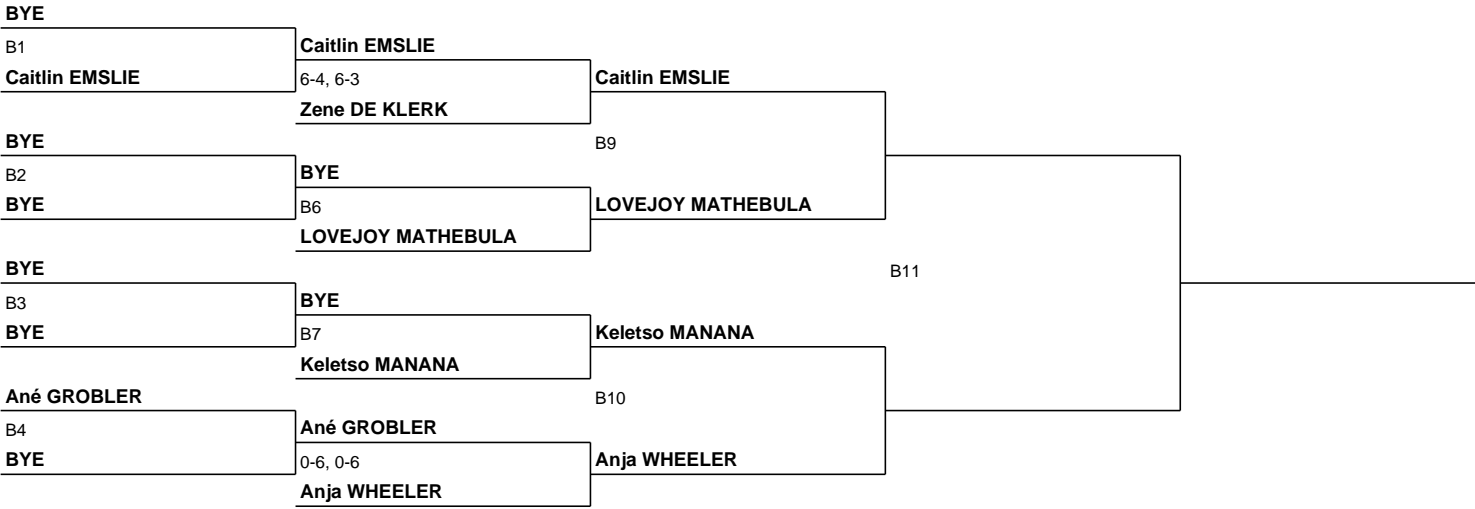 BYE
B1
Caitlin EMSLIE
Caitlin EMSLIE
6-4, 6-3
Zene DE KLERK
Caitlin EMSLIE
BYE
B2
BYE
BYE
B6
LOVEJOY MATHEBULA
B9
LOVEJOY MATHEBULA
BYE
B3
BYE
BYE
B7
Keletso MANANA
Keletso MANANA
B11
Ané GROBLER
B4
BYE
Ané GROBLER
0-6, 0-6
Anja WHEELER
B10
Anja WHEELER